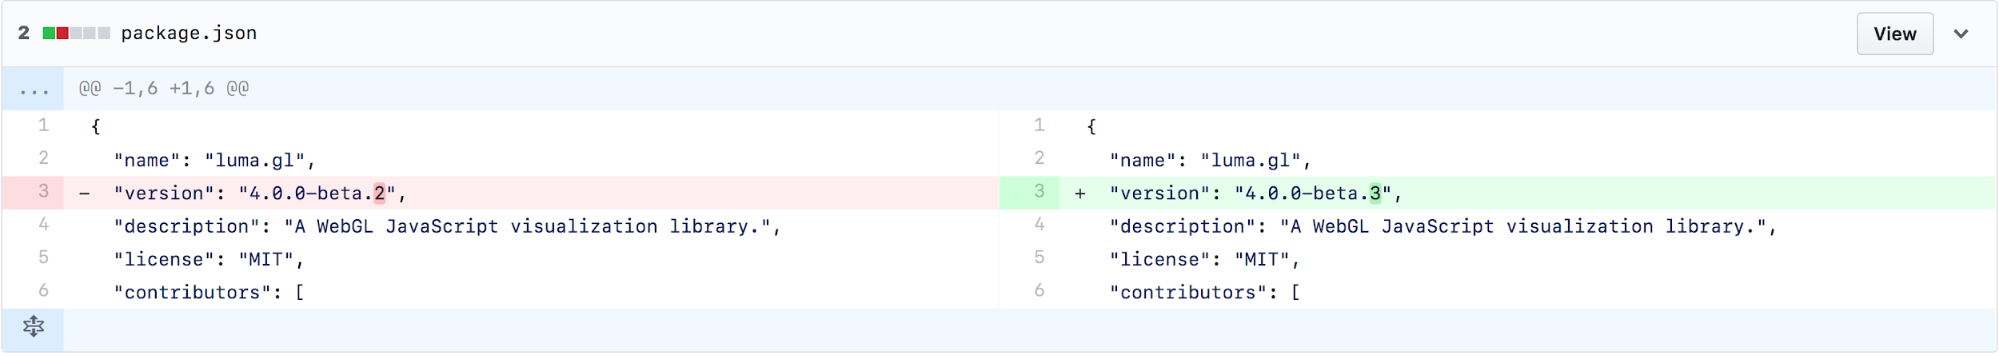 2 package.json View
... @@ -1,6 +1,6 @@
1 {
2 "name": "luma.gl",
3 - "version": "4.0.0-beta.2",
4 "description": "A WebGL JavaScript visualization library.",
5 "license": "MIT",
6 "contributors": [
1 {
2 "name": "luma.gl",
3 + "version": "4.0.0-beta.3",
4 "description": "A WebGL JavaScript visualization library.",
5 "license": "MIT",
6 "contributors": [